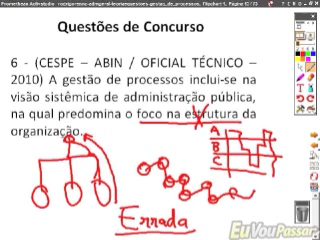 Questões de Concurso
6 - (CESPE – ABIN / OFICIAL TÉCNICO –
2010) A gestão de processos inclui-se na
visão sistêmica de administração pública,
na qual predomina o foco na estrutura da
organização.
A
B
C
Errada
EuVouPassar